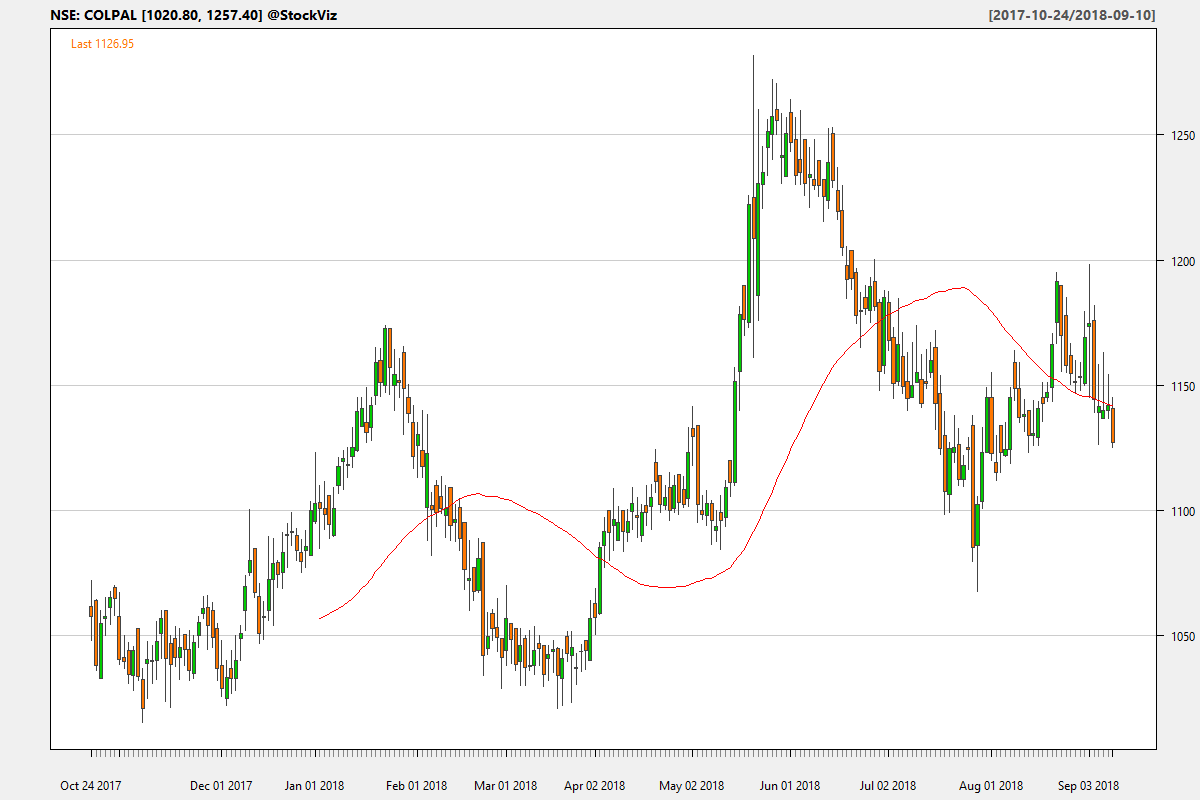 NSE: COLPAL [1020.80, 1257.40] @StockViz
[2017-10-24/2018-09-10]
Last 1126.95
1250
1200
1150
1100
1050
Oct 24 2017
Dec 01 2017
Jan 01 2018
Feb 01 2018
Mar 01 2018
Apr 02 2018
May 02 2018
Jun 01 2018
Jul 02 2018
Aug 01 2018
Sep 03 2018